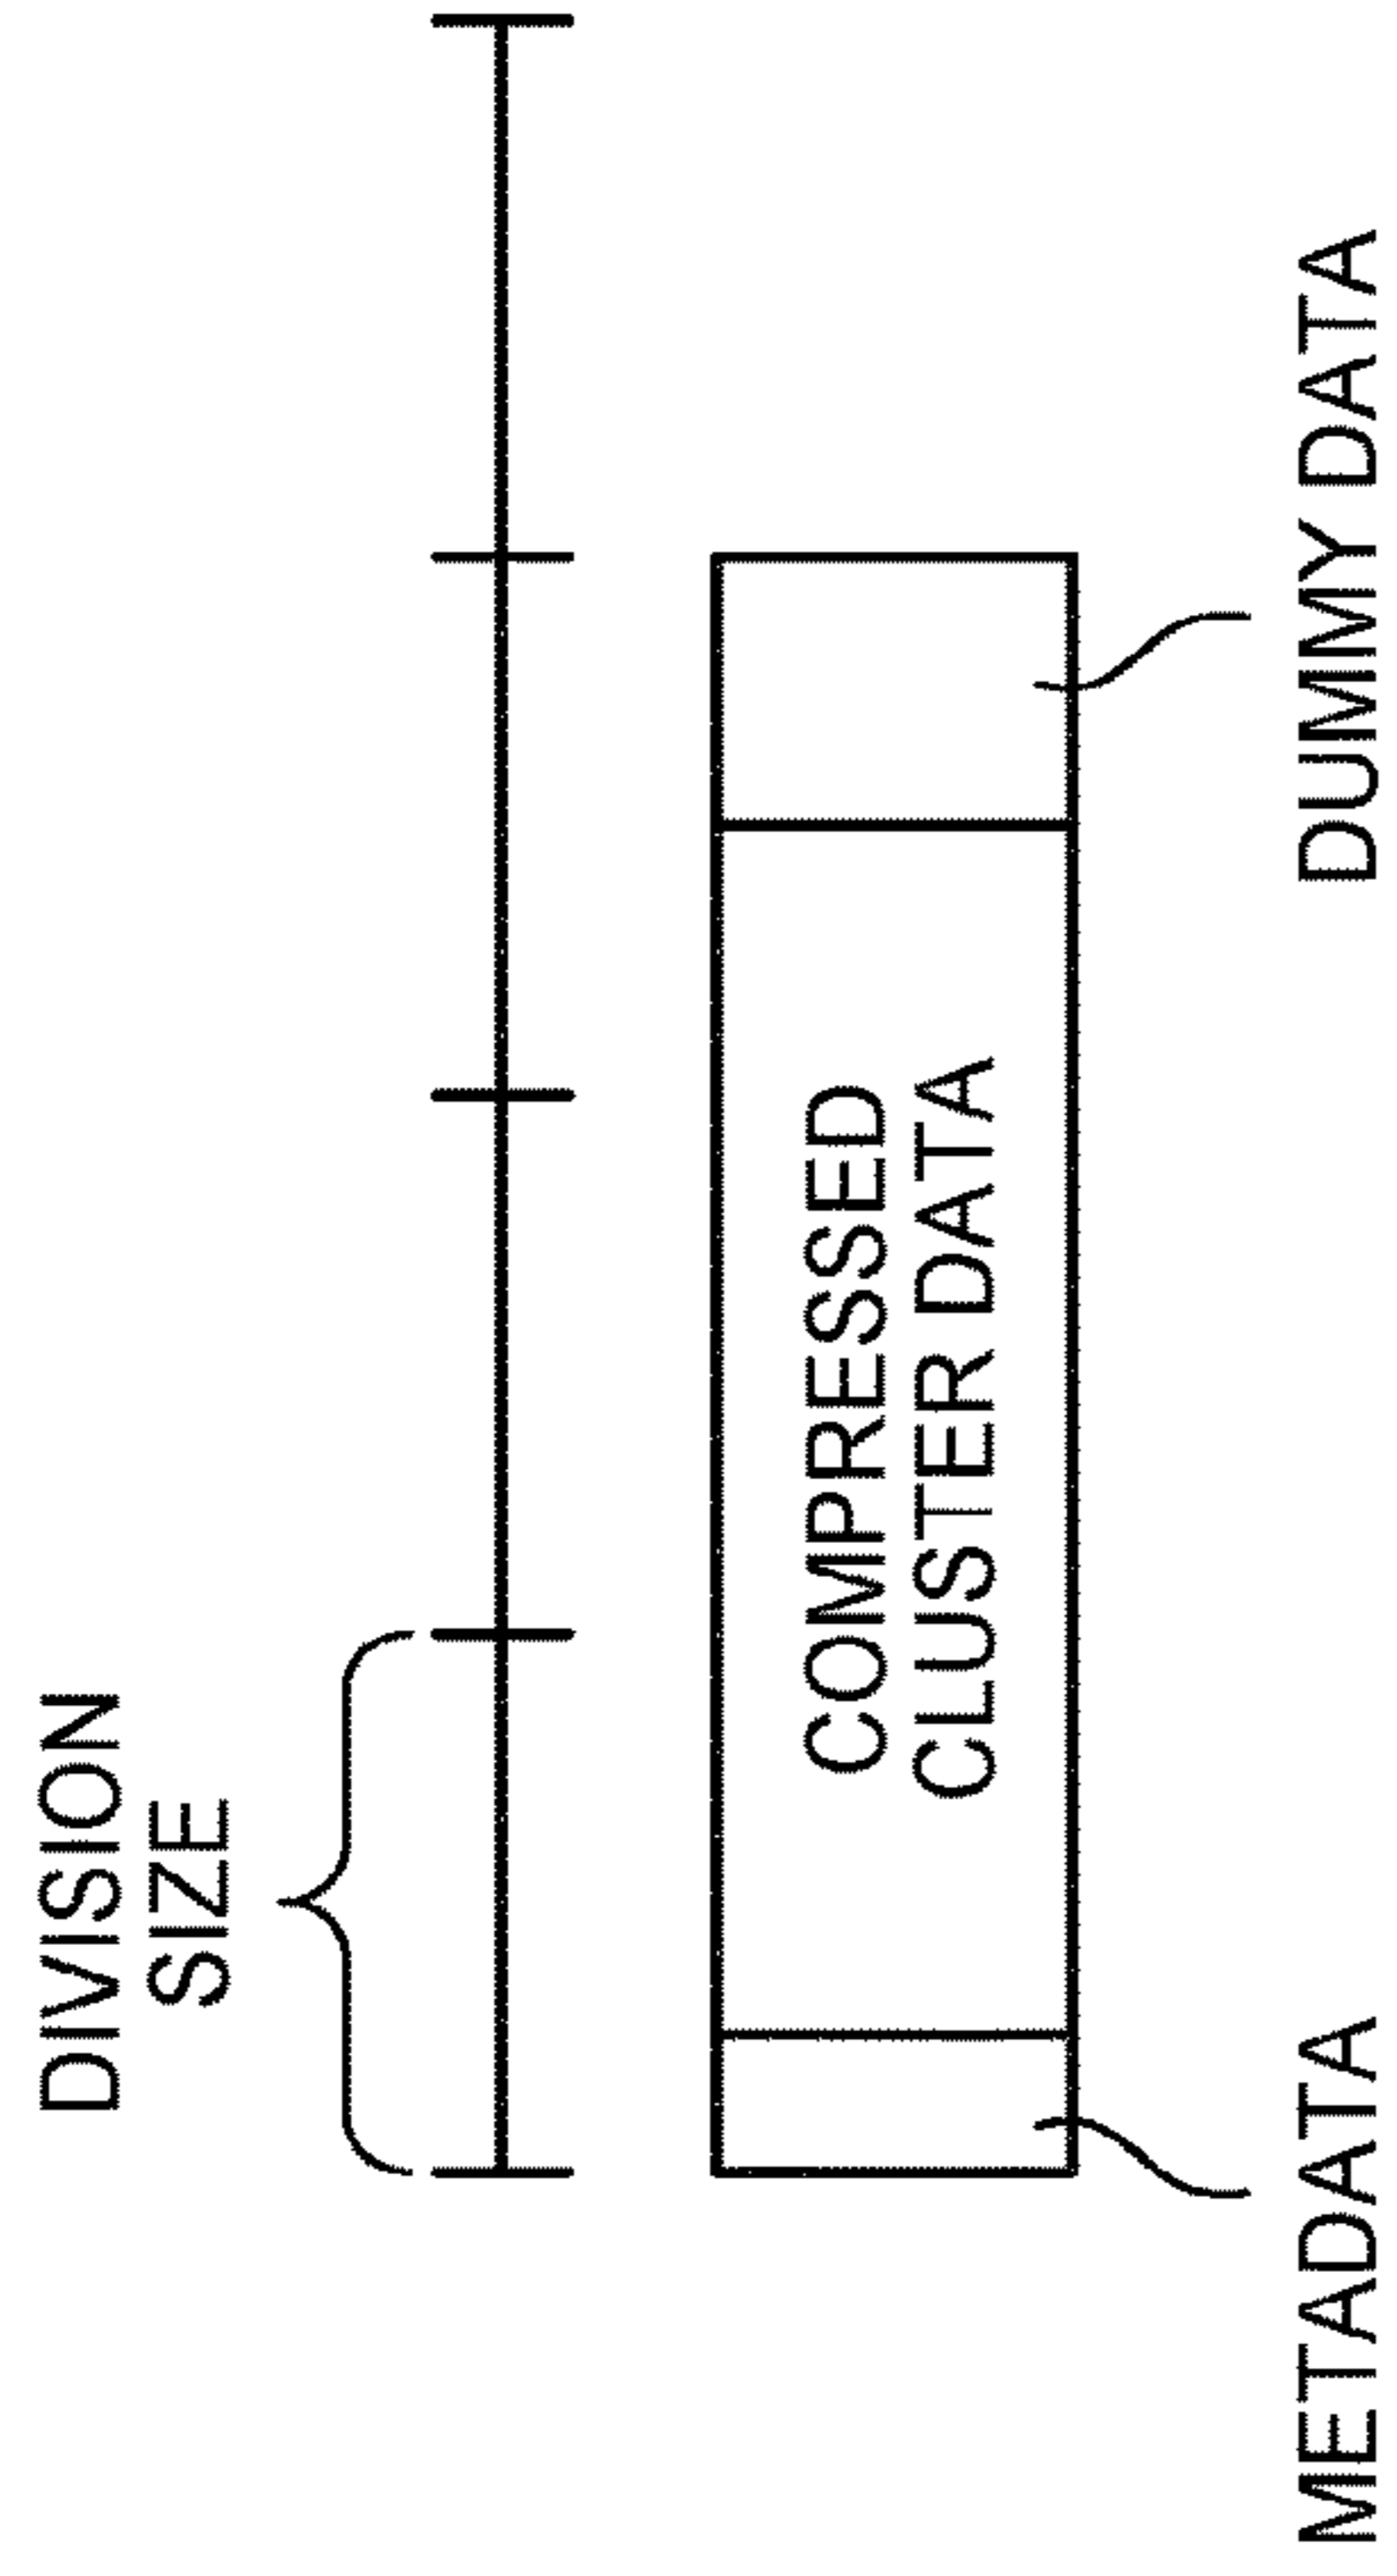 DIVISION
SIZE
COMPRESSED
CLUSTER DATA
METADATA
DUMMY DATA